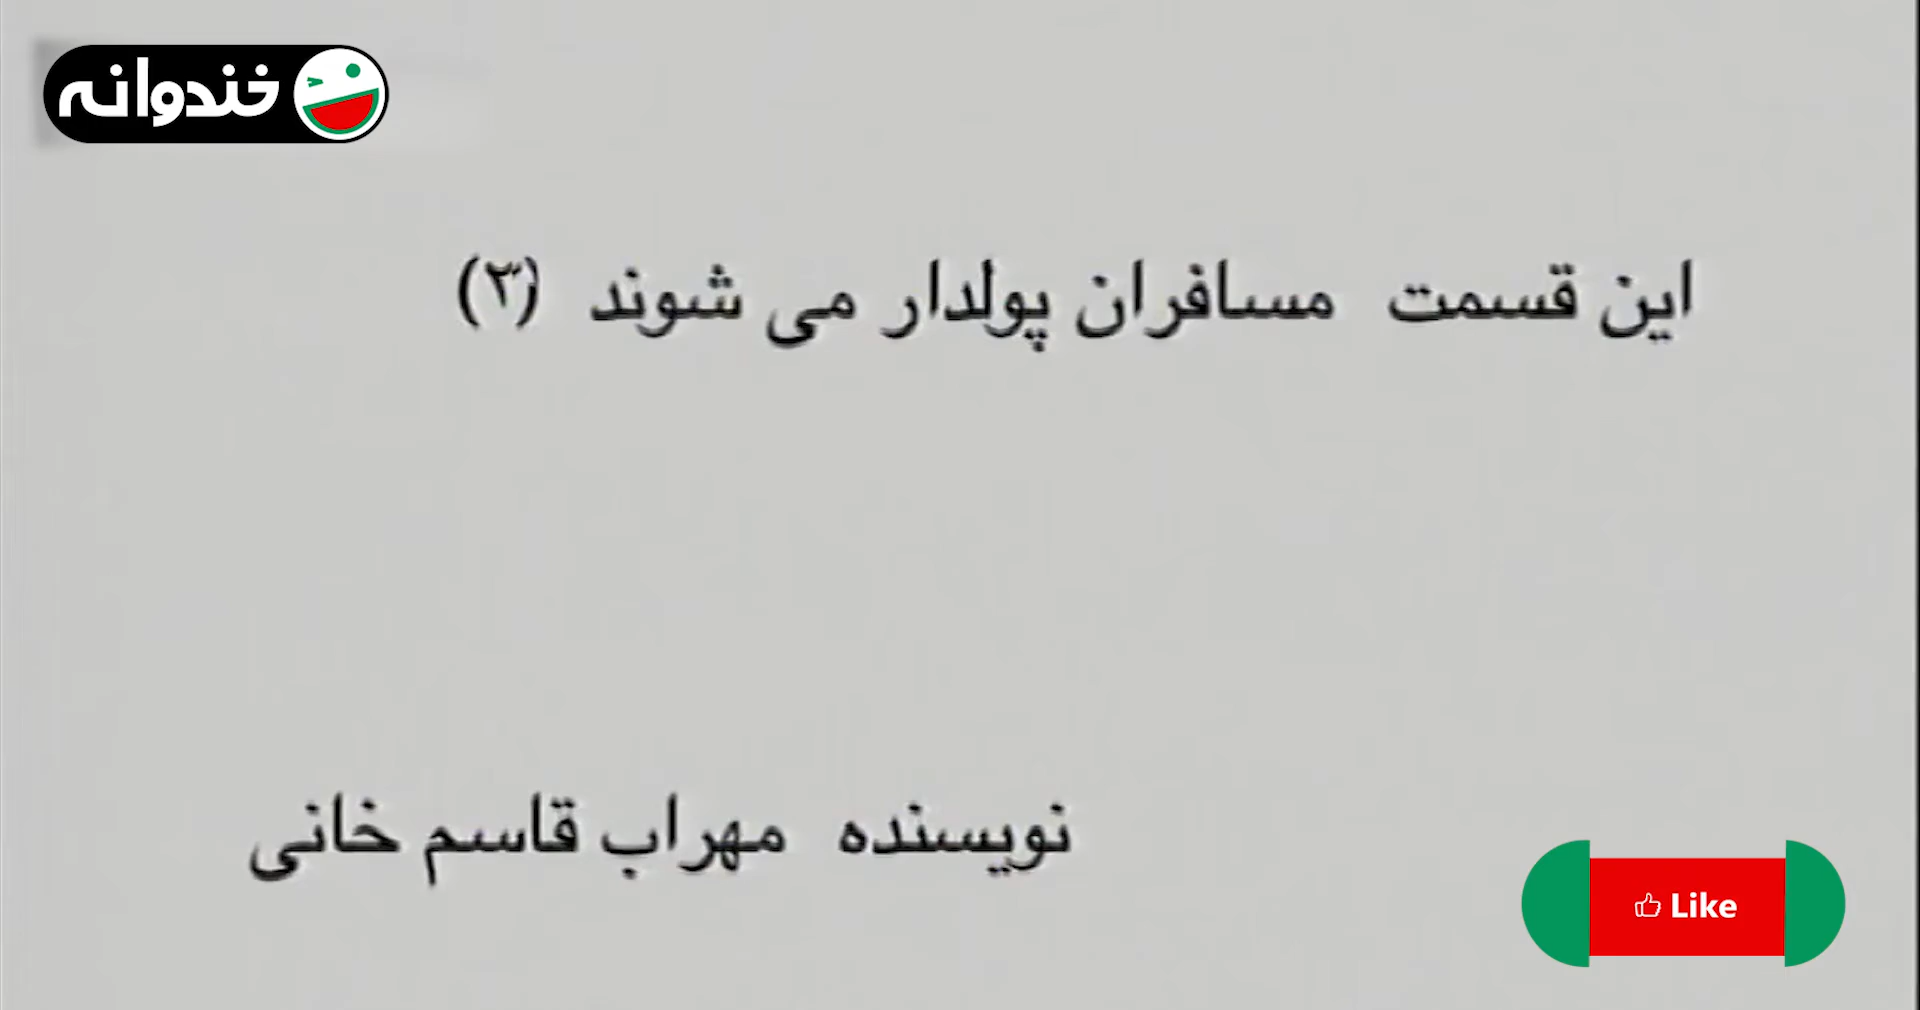 خندوانه
این قسمت مسافران پولدار می شوند (۳)
نویسنده مهراب قاسم خانی
Like